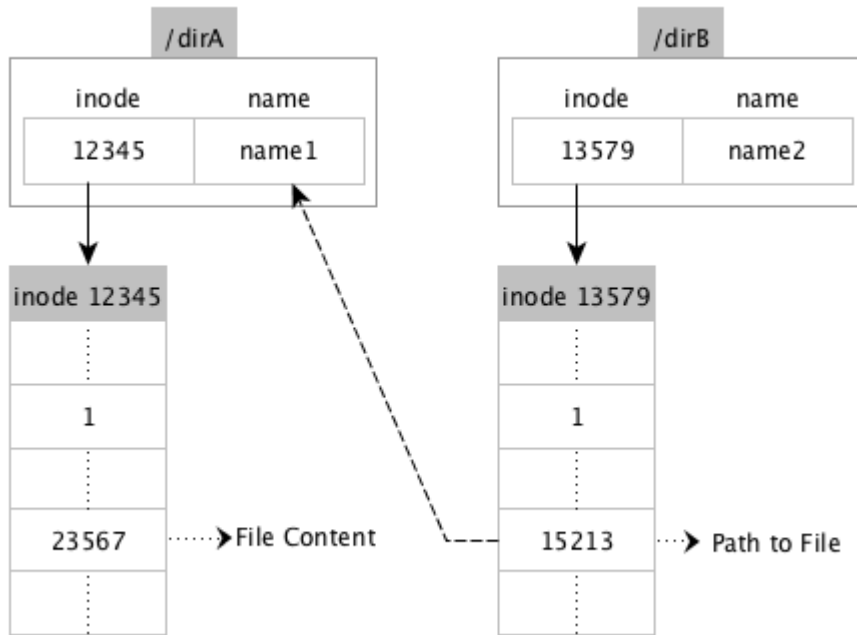 /dirA
/dirB
inode name
inode name
12345 name1
13579 name2
inode 12345
inode 13579
1
1
23567
File Content
15213
Path to File